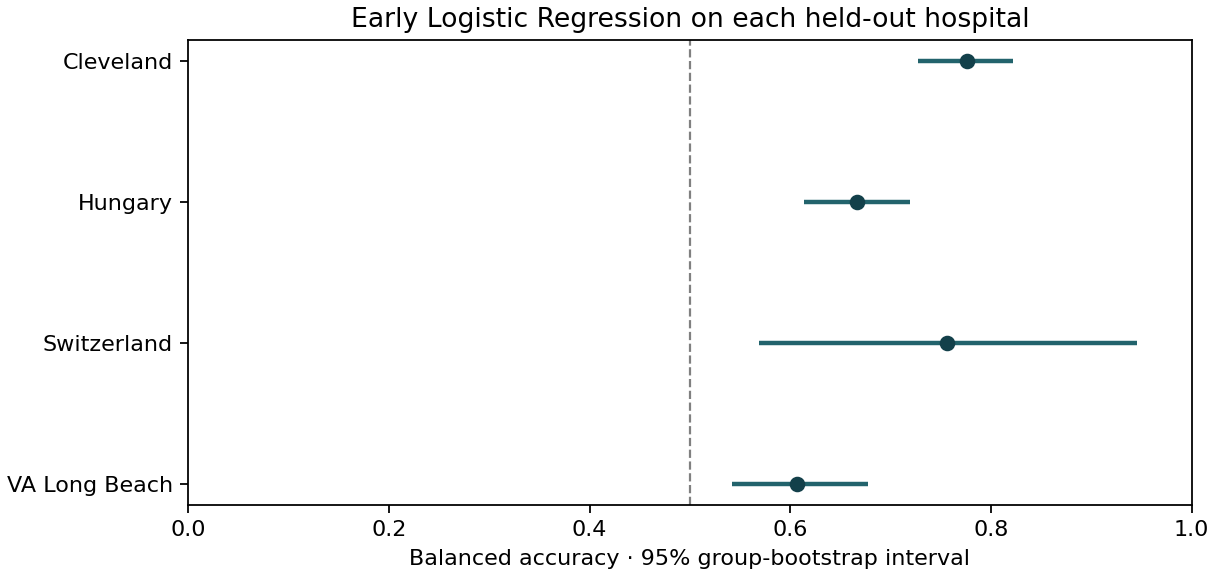 Early Logistic Regression on each held-out hospital
Cleveland
Hungary
Switzerland
VA Long Beach
0.0 0.2 0.4 0.6 0.8 1.0
Balanced accuracy · 95% group-bootstrap interval